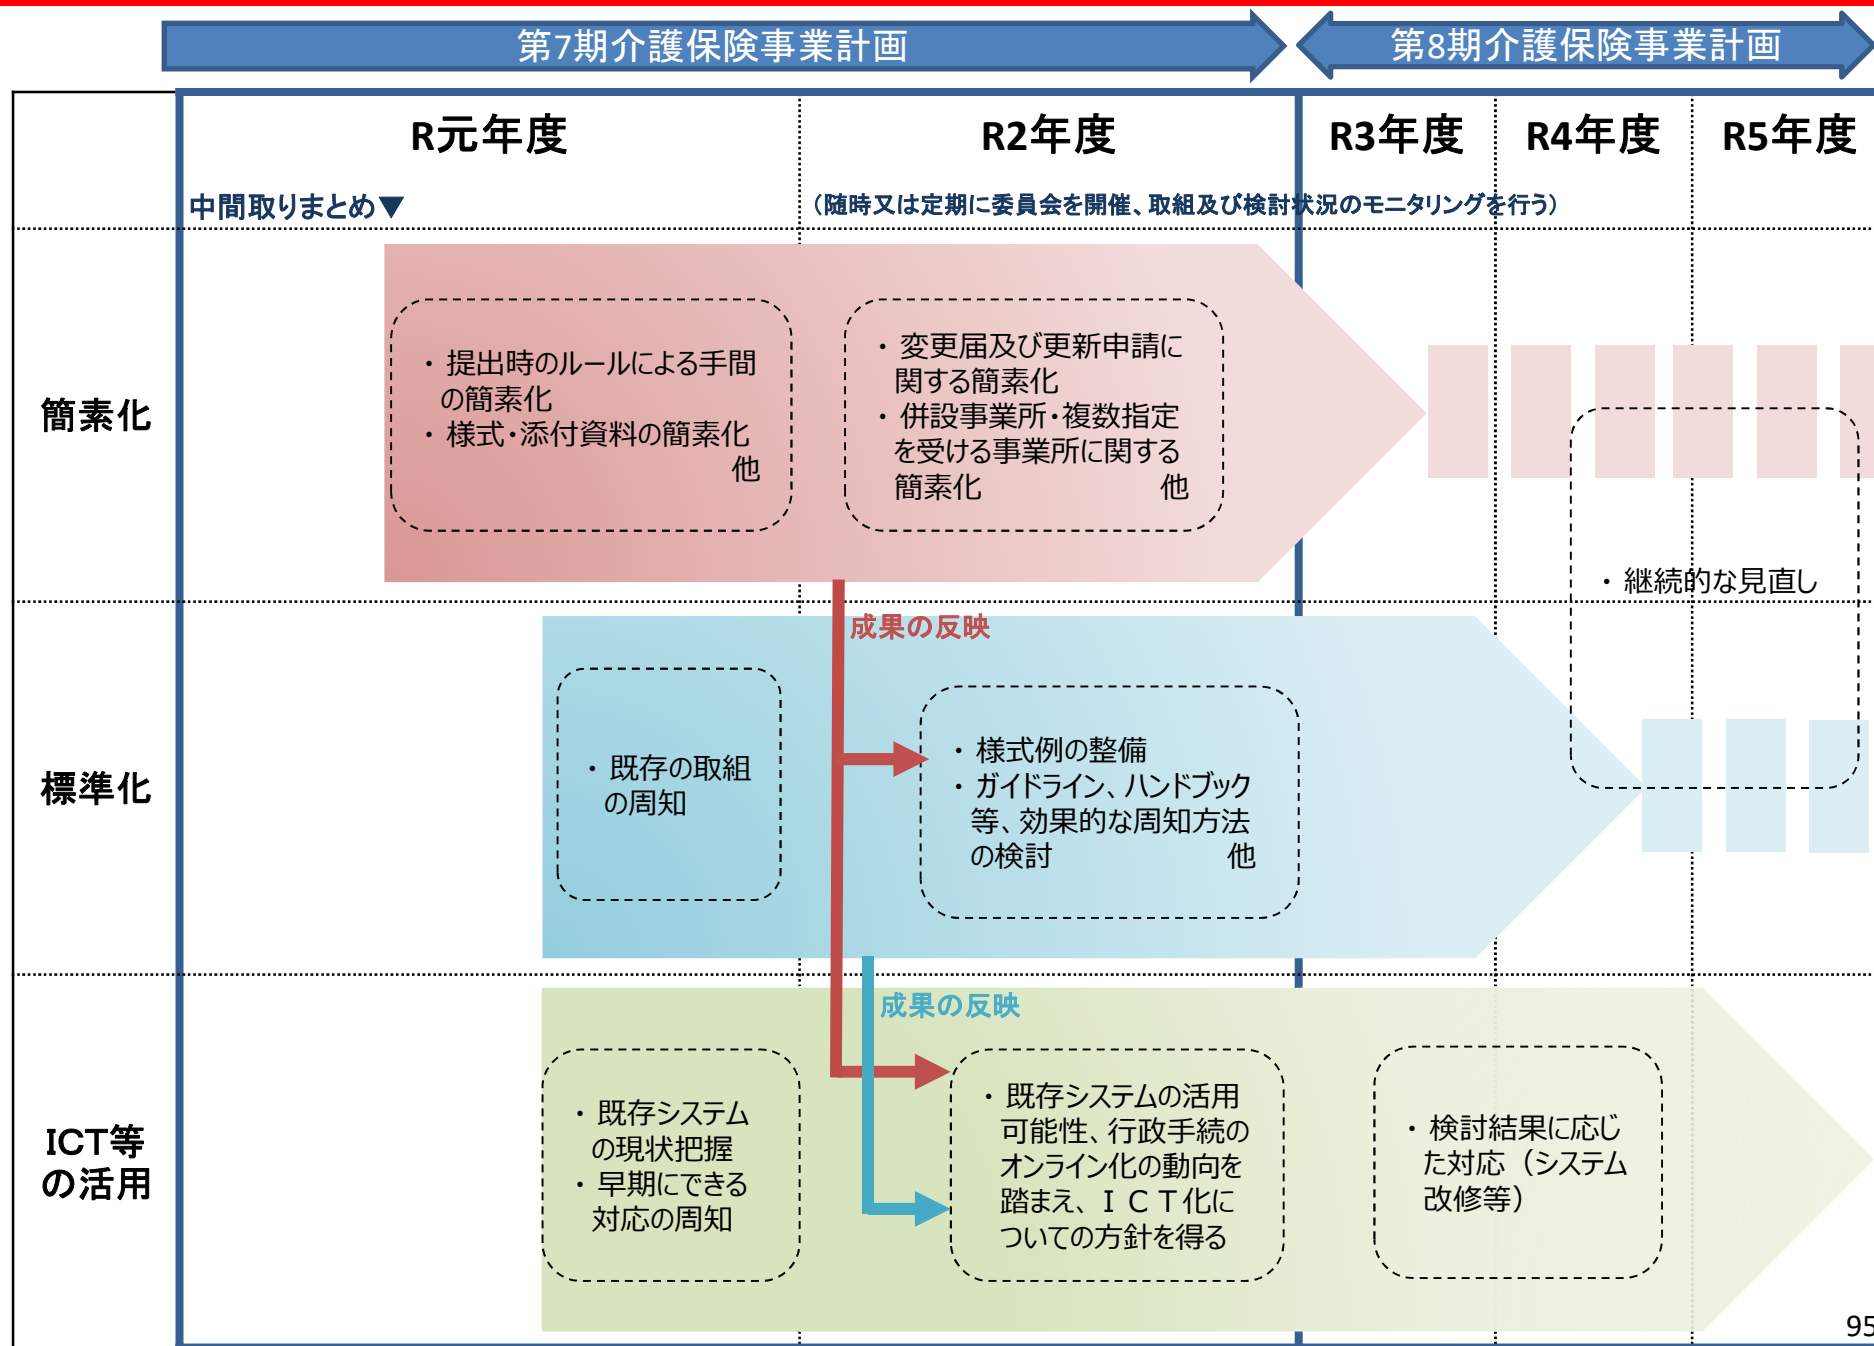 第7期介護保険事業計画
第8期介護保険事業計画
R元年度
R2年度
R3年度
R4年度
R5年度
中間取りまとめ▼
(随時又は定期に委員会を開催、取組及び検討状況のモニタリングを行う)
簡素化
・提出時のルールによる手間
の簡素化
・様式・添付資料の簡素化
他
・変更届及び更新申請に
関する簡素化
・併設事業所・複数指定
を受ける事業所に関する
簡素化 他
・継続的な見直し
成果の反映
標準化
・既存の取組
の周知
・様式例の整備
・ガイドライン、ハンドブック
等、効果的な周知方法
の検討 他
成果の反映
ICT等
の活用
・既存システム
の現状把握
・早期にできる
対応の周知
・既存システムの活用
可能性、行政手続の
オンライン化の動向を
踏まえ、ＩＣＴ化に
ついての方針を得る
・検討結果に応じ
た対応（システム
改修等）
95